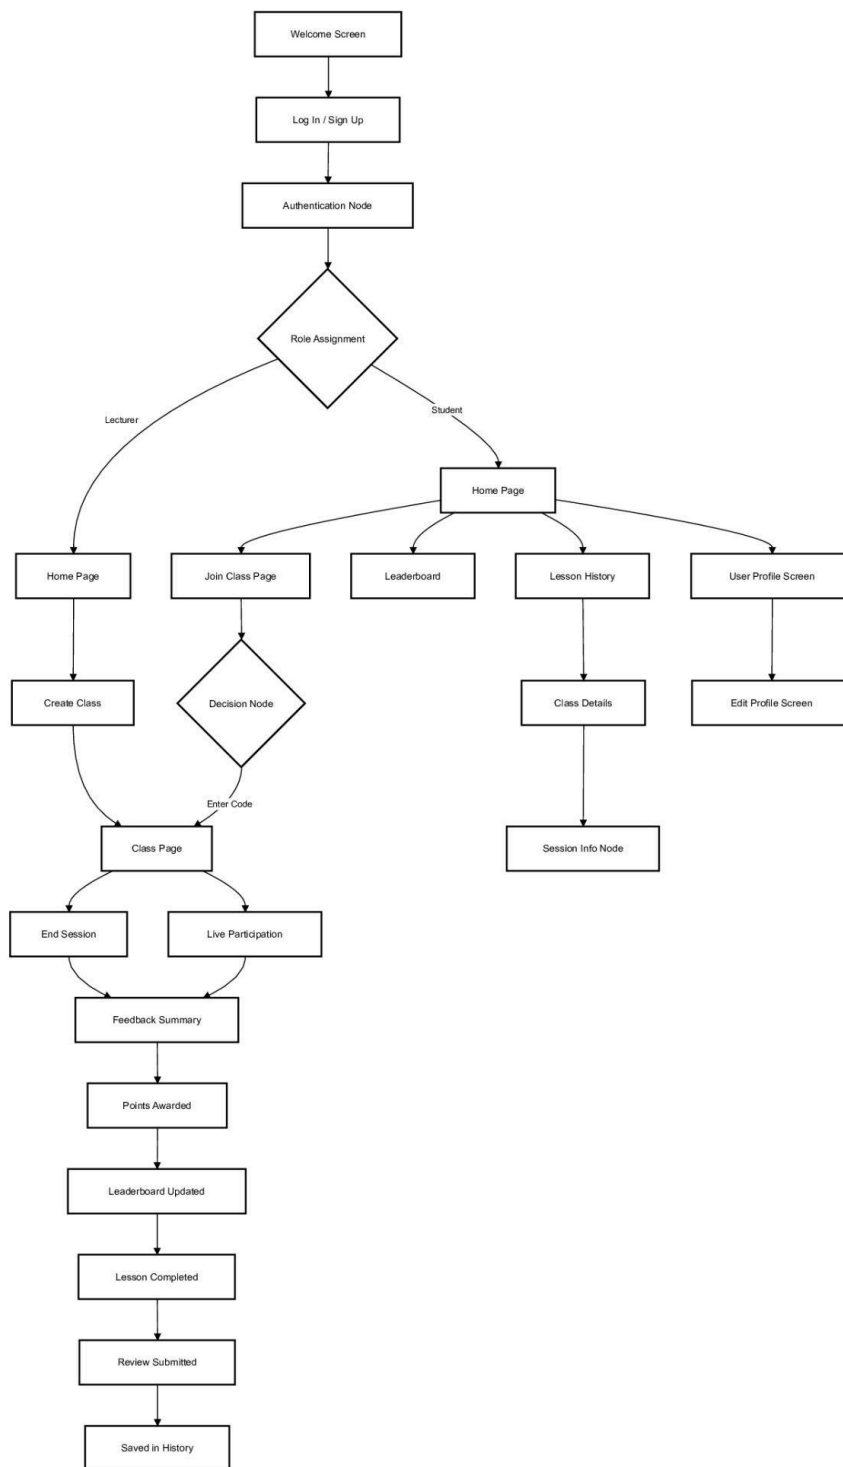 Welcome Screen
Log In / Sign Up
Authentication Node
Role Assignment
Lecturer
Student
Home Page
Home Page
Join Class Page
Leaderboard
Lesson History
User Profile Screen
Create Class
Decision Node
Class Details
Edit Profile Screen
Enter Code
Class Page
Session Info Node
End Session
Live Participation
Feedback Summary
Points Awarded
Leaderboard Updated
Lesson Completed
Review Submitted
Saved in History